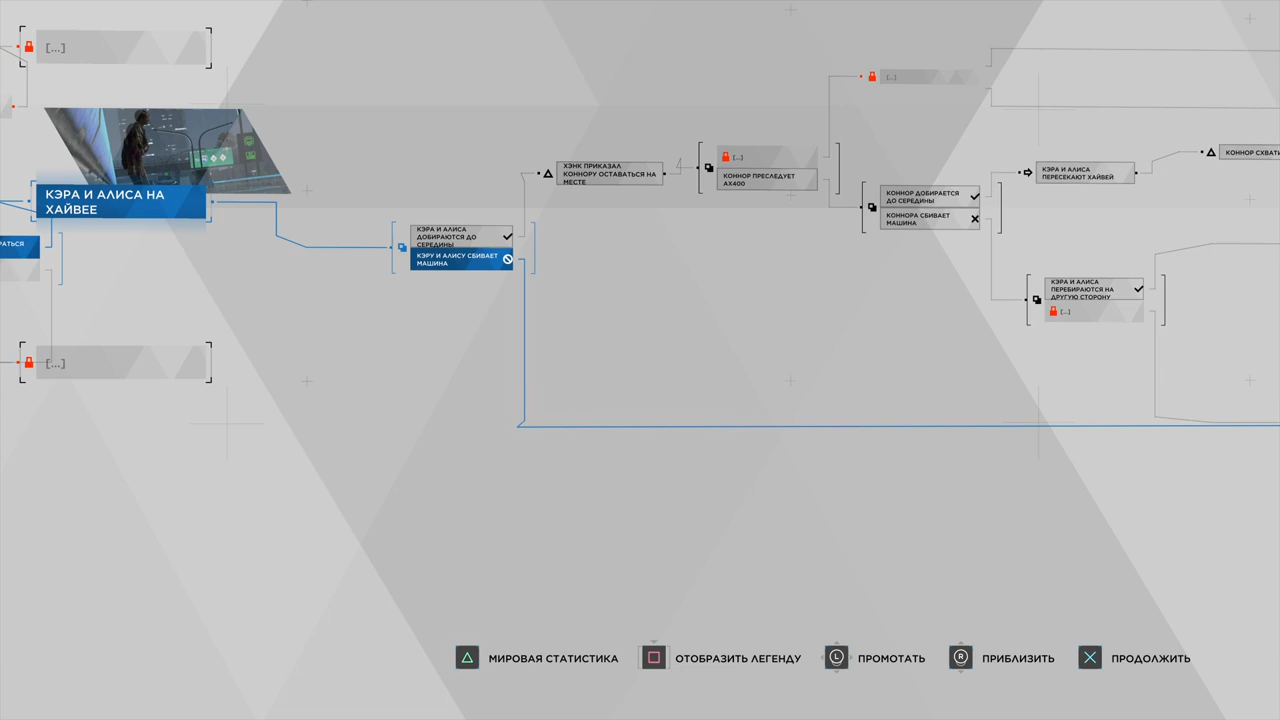 [...]
КЭРА И АЛИСА НА
ХАЙВЕЕ
РАТЬСЯ
[...]
КЭРА И АЛИСА
ДОБИРАЮТСЯ ДО
СЕРЕДИНЫ
КЭРУ И АЛИСУ СБИВАЕТ
МАШИНА
ХЭНК ПРИКАЗАЛ
КОННОРУ ОСТАВАТЬСЯ НА
МЕСТЕ
[...]
КОННОР ПРЕСЛЕДУЕТ
AX400
[...]
КОННОР ДОБИРАЕТСЯ
ДО СЕРЕДИНЫ
КОННОРА СБИВАЕТ
МАШИНА
КЭРА И АЛИСА
ПЕРЕСЕКАЮТ ХАЙВЕЙ
КОННОР СХВАТИ
КЭРА И АЛИСА
ПЕРЕБИРАЮТСЯ НА
ДРУГУЮ СТОРОНУ
[...]
МИРОВАЯ СТАТИСТИКА
ОТОБРАЗИТЬ ЛЕГЕНДУ
L ПРОМОТАТЬ
R ПРИБЛИЗИТЬ
ПРОДОЛЖИТЬ